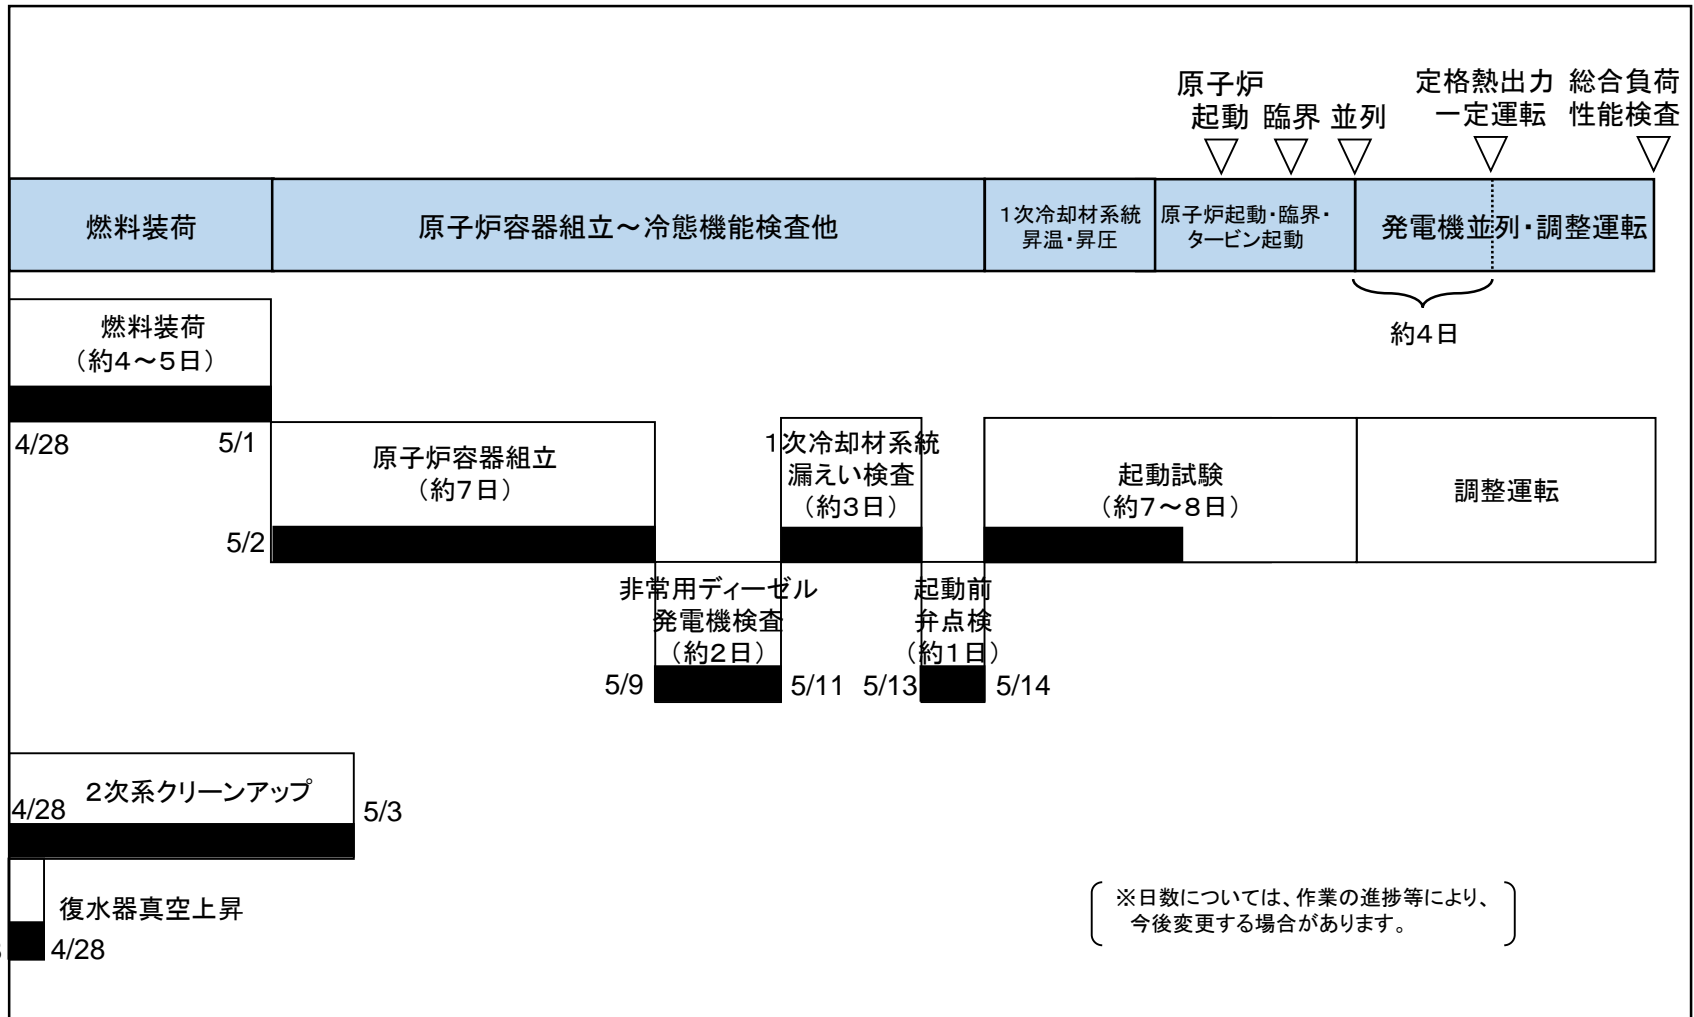 原子炉
起動
臨界
並列
定格熱出力
一定運転
総合負荷
性能検査
燃料装荷
原子炉容器組立～冷態機能検査他
１次冷却材系統
昇温・昇圧
原子炉起動・臨界・
タービン起動
発電機並列・調整運転
約４日
燃料装荷
（約４～５日）
4/28
5/1
原子炉容器組立
（約７日）
5/2
１次冷却材系統
漏えい検査
（約３日）
起動試験
（約７～８日）
調整運転
非常用ディーゼル
発電機検査
（約２日）
5/9
5/11
起動前
弁点検
（約１日）
5/13
5/14
２次系クリーンアップ
4/28
5/3
復水器真空上昇
4/28
※日数については、作業の進捗等により、
今後変更する場合があります。